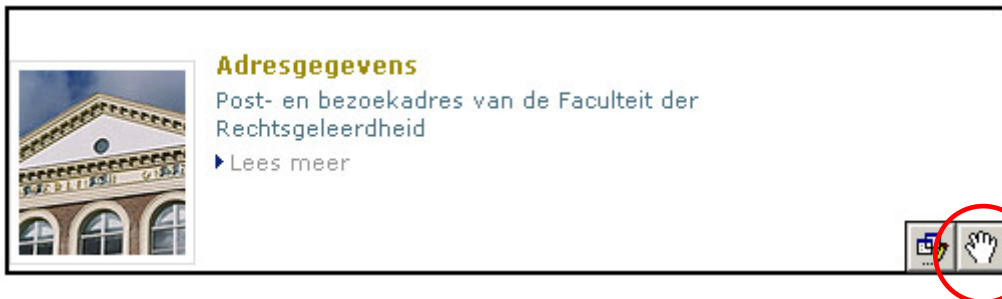 Adresgegevens
Post- en bezoekadres van de Faculteit der
Rechtsgeleerdheid
Lees meer